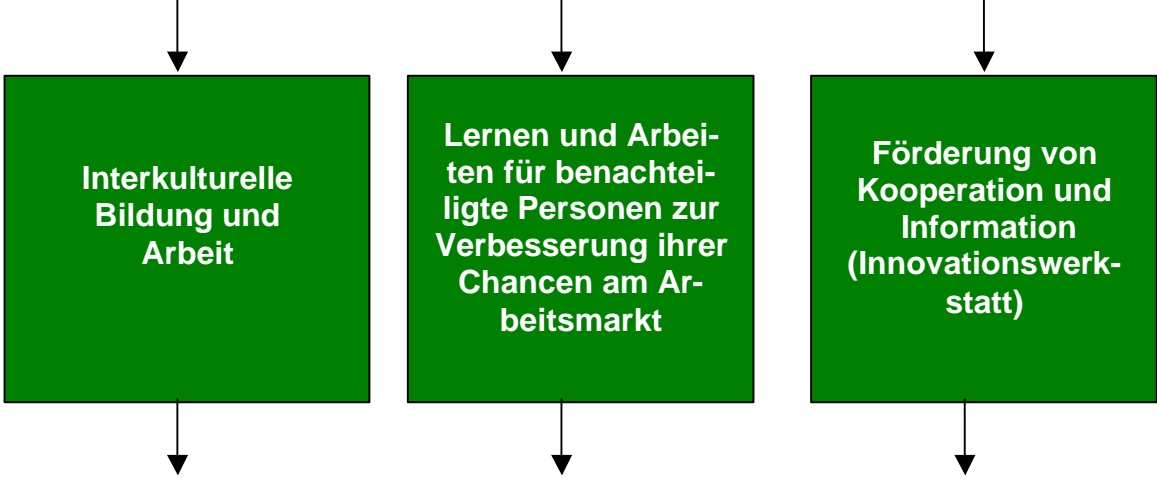 Interkulturelle
Bildung und
Arbeit
Lernen und Arbei-
ten für benachtei-
ligte Personen zur
Verbesserung ihrer
Chancen am Ar-
beitsmarkt
Förderung von
Kooperation und
Information
(Innovationswerk-
statt)